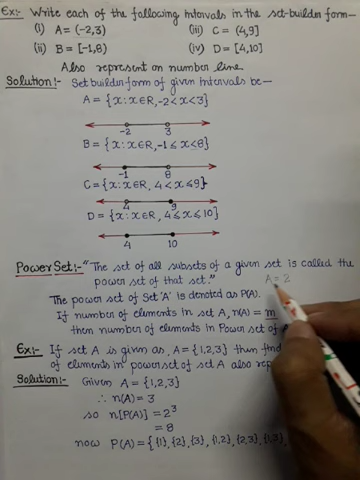 Ex:- Write each of the following intervals in the set-builder form—
(i) A= (-2,3) (iii) C= (4,9]
(ii) B= [-1,8) (iv) D= [4,10]
Also represent on number line.
Solution:- Set builder form of given intervals be—
A = {x:x∈R,-2<x<3}
-2 3
B = {x:x∈R,-1≤x<8}
-1 8
C = {x:x∈R, 4<x≤9}
4 9
D = {x:x∈R, 4≤x≤10}
4 10
Power Set:- "The set of all subsets of a given set is called the
power set of that set."
A = 2
The power set of Set 'A' is denoted as P(A).
If number of elements in set A, n(A) = m
then number of elements in Power set of
Ex:- If set A is given as, A={1,2,3} then find
of elements in powerset of set A also
Solution:- Given A = {1,2,3}
∴ n(A) = 3
so n[P(A)] = 2³
= 8
now P(A) = {{1},{2},{3},{1,2},{2,3},{1,3},